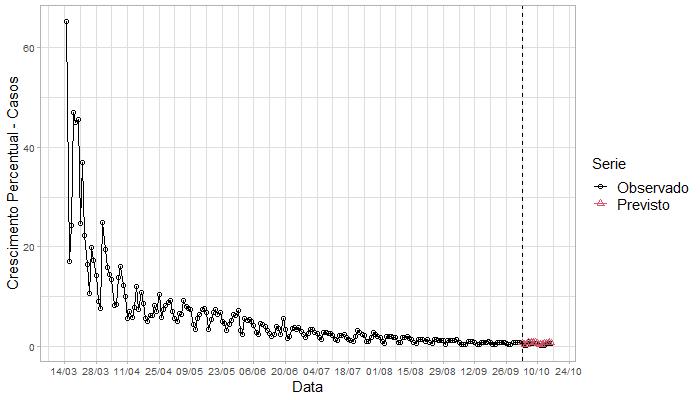 Crescimento Percentual - Casos
60
40
20
0
14/03 28/03 11/04 25/04 09/05 23/05 06/06 20/06 04/07 18/07 01/08 15/08 29/08 12/09 26/09 10/10 24/10
Data
Serie
Observado
Previsto